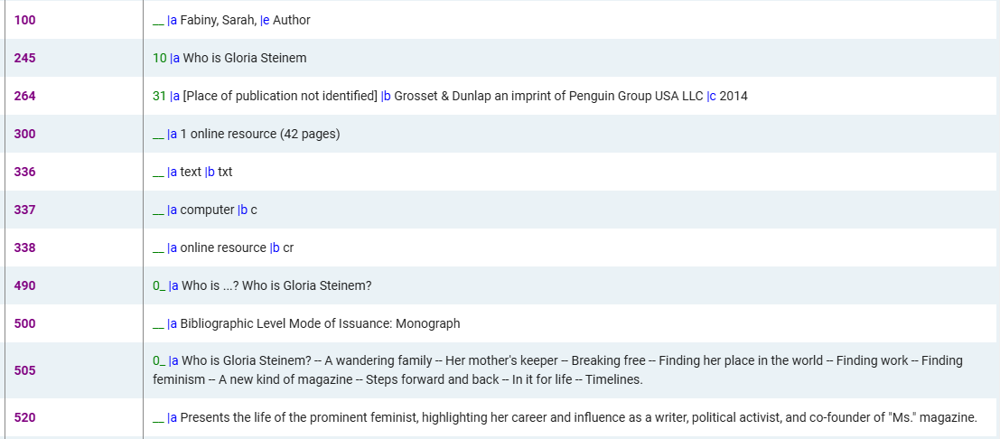 100 __ |a Fabiny, Sarah, |e Author
245 10 |a Who is Gloria Steinem
264 31 |a [Place of publication not identified] |b Grosset & Dunlap an imprint of Penguin Group USA LLC |c 2014
300 __ |a 1 online resource (42 pages)
336 __ |a text |b txt
337 __ |a computer |b c
338 __ |a online resource |b cr
490 0_ |a Who is ...? Who is Gloria Steinem?
500 __ |a Bibliographic Level Mode of Issuance: Monograph
505 0_ |a Who is Gloria Steinem? -- A wandering family -- Her mother's keeper -- Breaking free -- Finding her place in the world -- Finding work -- Finding
feminism -- A new kind of magazine -- Steps forward and back -- In it for life -- Timelines.
520 __ |a Presents the life of the prominent feminist, highlighting her career and influence as a writer, political activist, and co-founder of "Ms." magazine.